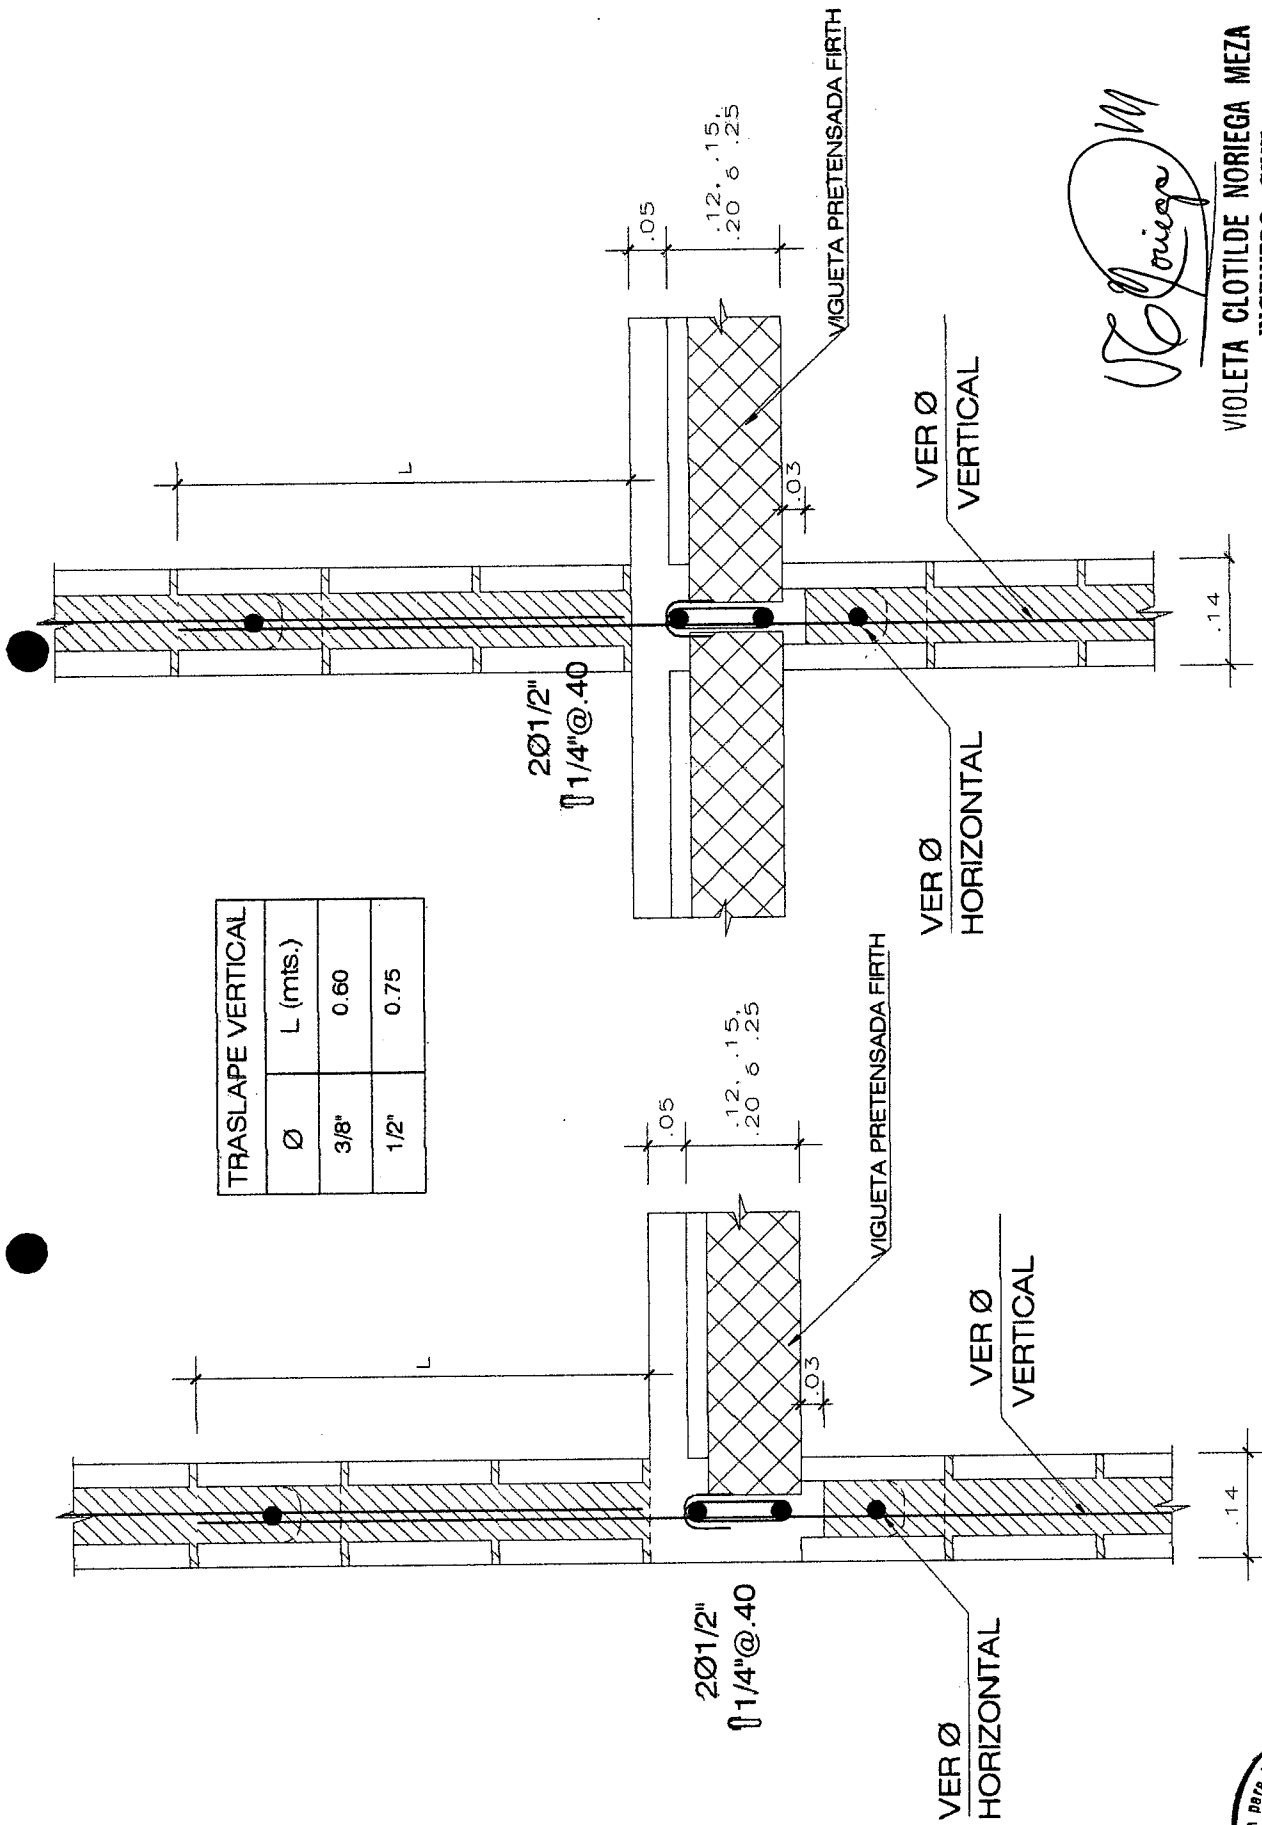 TRASLAPE VERTICAL
Ø L (mts.)
3/8" 0.60
1/2" 0.75
L
2Ø1/2"
1/4"@.40
.05
.12, .15,
.20 ó .25
VIGUETA PRETENSADA FIRTH
.03
VER Ø
HORIZONTAL
VER Ø
VERTICAL
.14
L
2Ø1/2"
1/4"@.40
.05
.12, .15,
.20 ó .25
VIGUETA PRETENSADA FIRTH
.03
VER Ø
HORIZONTAL
VER Ø
VERTICAL
.14
VIOLETA CLOTILDE NORIEGA MEZA